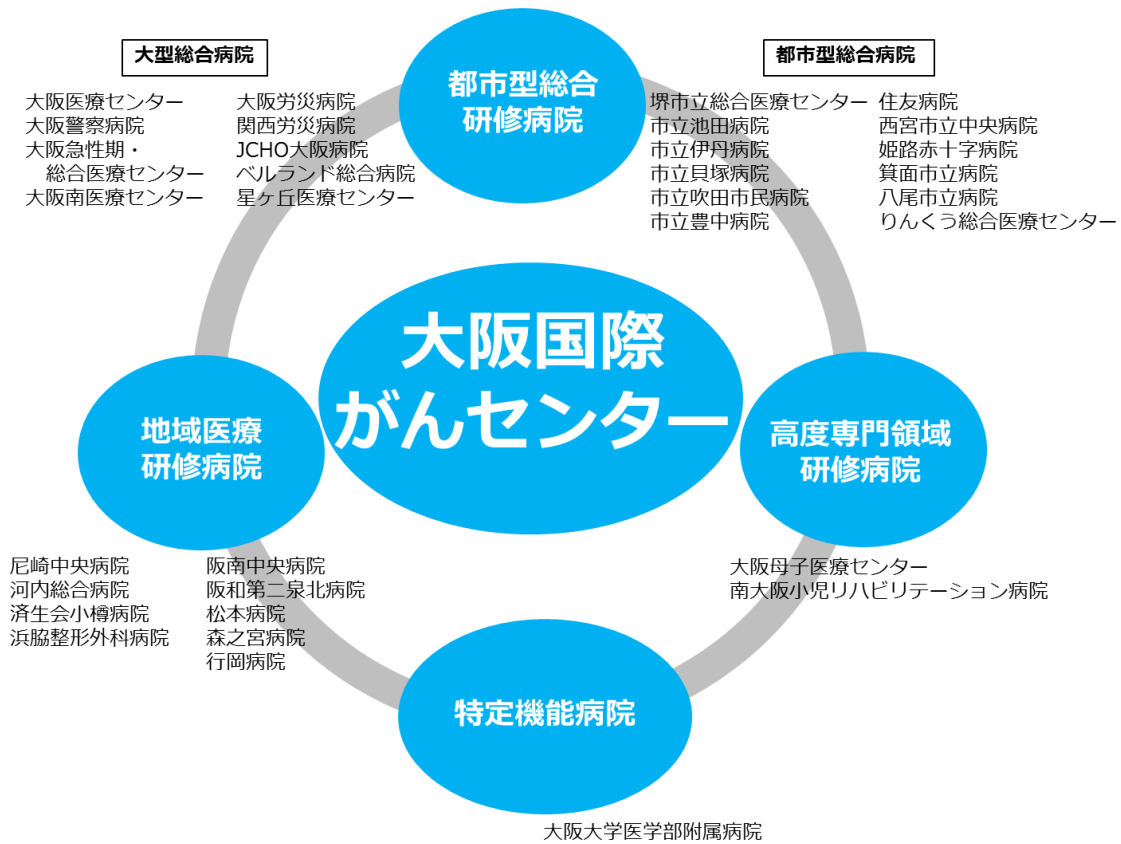 大型総合病院
大阪医療センター
大阪警察病院
大阪急性期・
総合医療センター
大阪南医療センター
大阪労災病院
関西労災病院
JCHO大阪病院
ベルランド総合病院
星ヶ丘医療センター
都市型総合
研修病院
都市型総合病院
堺市立総合医療センター
市立池田病院
市立伊丹病院
市立貝塚病院
市立吹田市民病院
市立豊中病院
住友病院
西宮市立中央病院
姫路赤十字病院
箕面市立病院
八尾市立病院
りんくう総合医療センター
大阪国際
がんセンター
地域医療
研修病院
高度専門領域
研修病院
尼崎中央病院
河内総合病院
済生会小樽病院
浜脇整形外科病院
阪南中央病院
阪和第二泉北病院
松本病院
森之宮病院
行岡病院
大阪母子医療センター
南大阪小児リハビリテーション病院
特定機能病院
大阪大学医学部附属病院